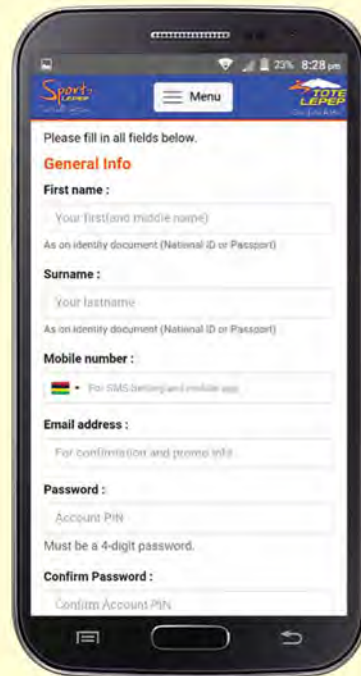 23% 8:28 pm
Sports
LEPEP
Menu
TOTE
LEPEP
Please fill in all fields below.
General Info
First name :
Your first(and middle name)
As on identity document (National ID or Passport)
Surname :
Your lastname
As on identity document (National ID or Passport)
Mobile number :
For SMS betting and mobile app
Email address :
For confirmation and promo info
Password :
Account PIN
Must be a 4-digit password.
Confirm Password :
Confirm Account PIN